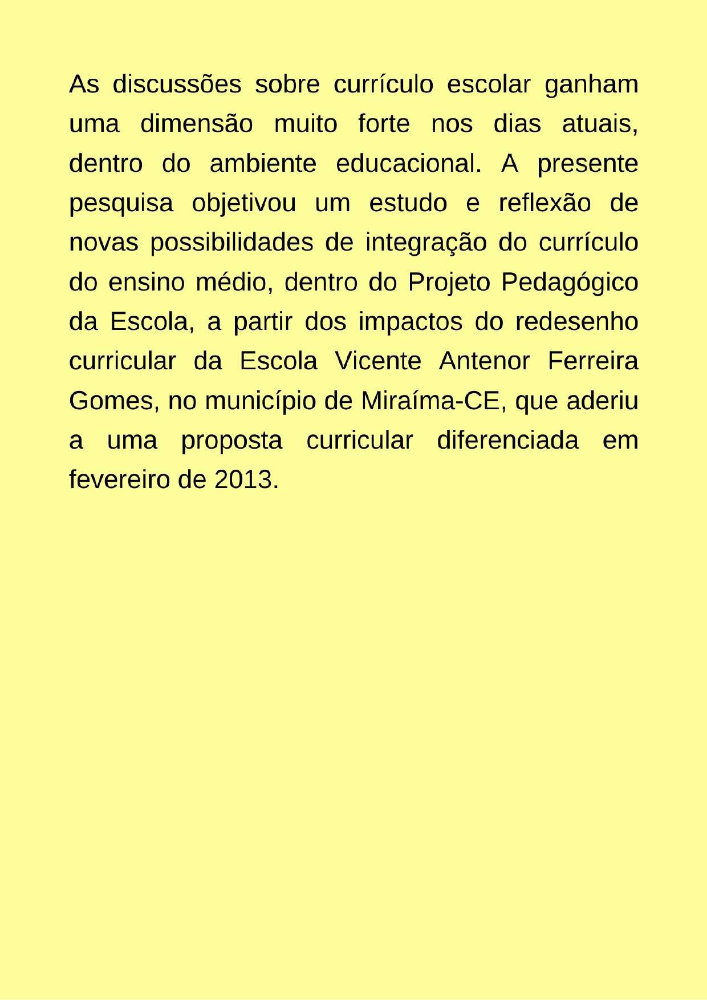 As discussões sobre currículo escolar ganham
uma dimensão muito forte nos dias atuais,
dentro do ambiente educacional. A presente
pesquisa objetivou um estudo e reflexão de
novas possibilidades de integração do currículo
do ensino médio, dentro do Projeto Pedagógico
da Escola, a partir dos impactos do redesenho
curricular da Escola Vicente Antenor Ferreira
Gomes, no município de Miraíma-CE, que aderiu
a uma proposta curricular diferenciada em
fevereiro de 2013.